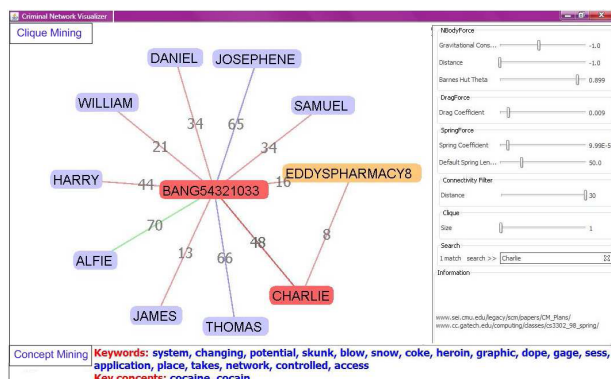 Criminal Network Visualizer
Clique Mining
DANIEL
JOSEPHENE
WILLIAM
SAMUEL
34
65
21
34
EDDYSPHARMACY8
HARRY
44
BANG54321033
16
70
48
8
ALFIE
13
66
CHARLIE
JAMES
THOMAS
NBodyForce
Gravitational Cons... -1.0
Distance -1.0
Barnes Hut Theta 0.899
DragForce
Drag Coefficient 0.009
SpringForce
Spring Coefficient 9.99E-5
Default Spring Len... 50.0
Connectivity Filter
Distance 30
Clique
Size 1
Search
1 match search >> Charlie
Information
www.sei.cmu.edu/legacy/scm/papers/CM_Plans/
www.cc.gatech.edu/computing/classes/cs3302_98_spring/
Concept Mining
Keywords: system, changing, potential, skunk, blow, snow, coke, heroin, graphic, dope, gage, sess,
application, place, takes, network, controlled, access
Key concepts: cocaine, cocain